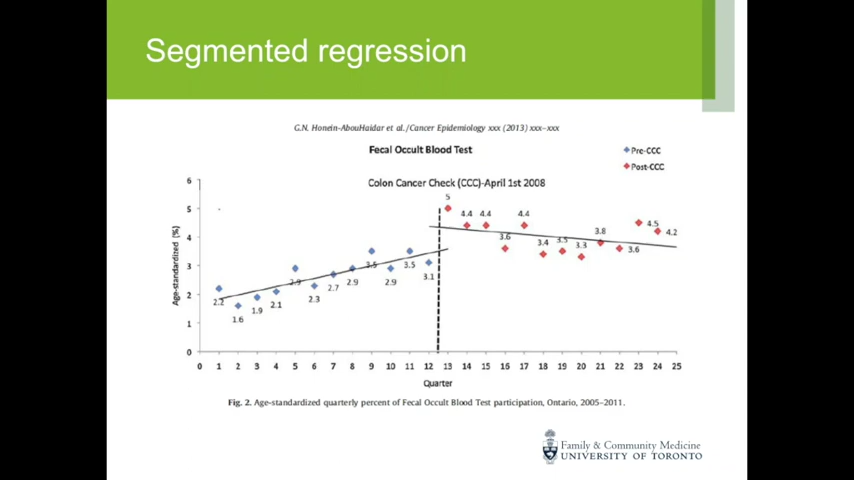 Segmented regression
G.N. Honein-AbouHaidar et al./Cancer Epidemiology xxx (2013) xxx–xxx
Fecal Occult Blood Test
Pre-CCC
Post-CCC
Colon Cancer Check (CCC)-April 1st 2008
Age-standardized (%)
6
5
4
3
2
1
0
2.2
1.6
1.9
2.1
2.9
2.3
2.7
2.9
3.5
2.9
3.5
3.1
5
4.4
4.4
3.6
4.4
3.4
3.5
3.3
3.8
3.6
4.5
4.2
0 1 2 3 4 5 6 7 8 9 10 11 12 13 14 15 16 17 18 19 20 21 22 23 24 25
Quarter
Fig. 2. Age-standardized quarterly percent of Fecal Occult Blood Test participation, Ontario, 2005–2011.
Family & Community Medicine
UNIVERSITY OF TORONTO